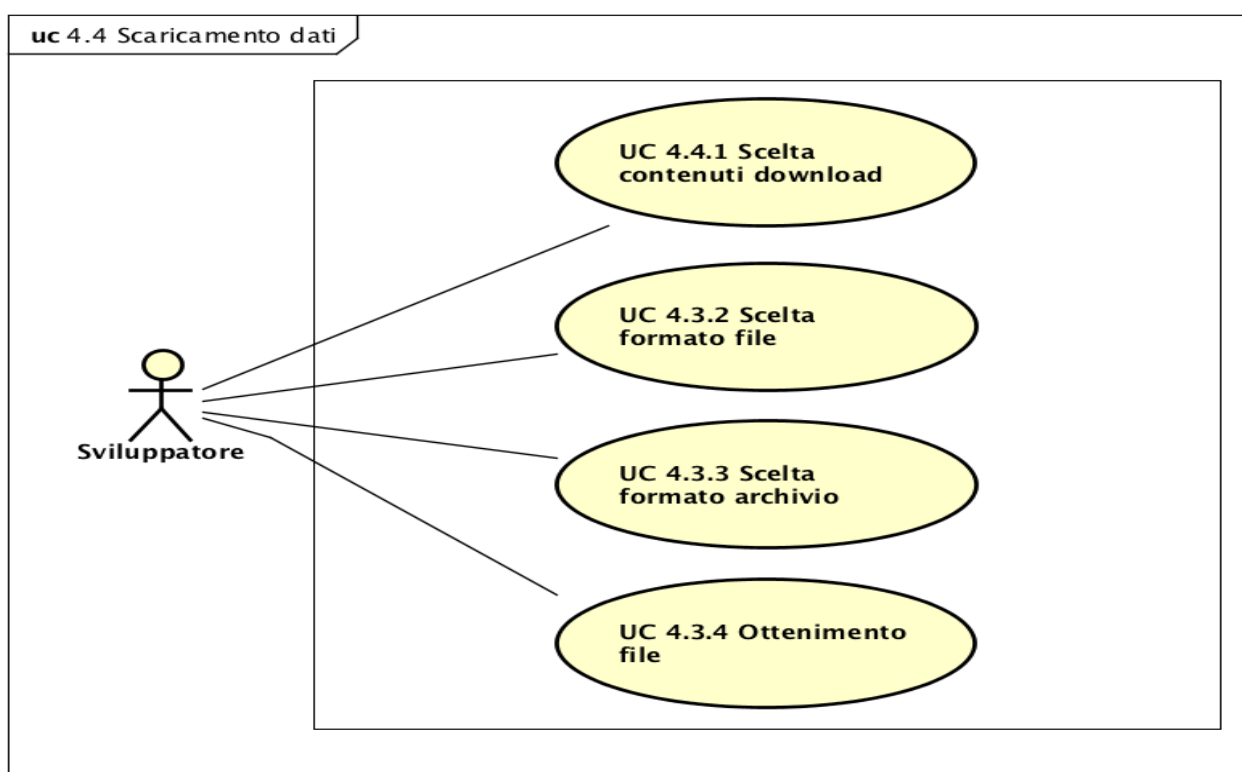 uc 4.4 Scaricamento dati
UC 4.4.1 Scelta
contenuti download
UC 4.3.2 Scelta
formato file
Sviluppatore
UC 4.3.3 Scelta
formato archivio
UC 4.3.4 Ottenimento
file